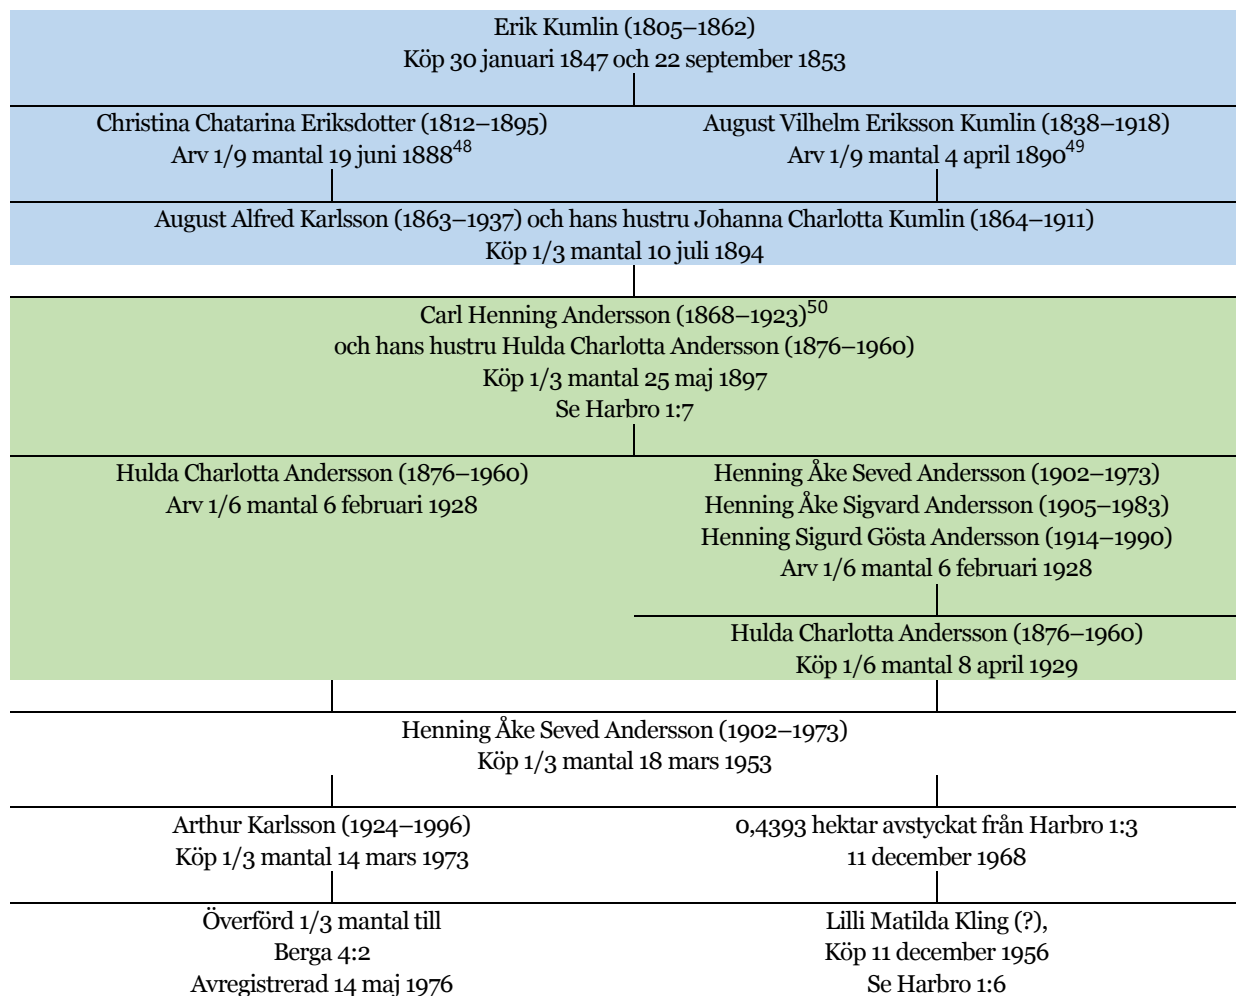 Erik Kumlin (1805–1862)
Köp 30 januari 1847 och 22 september 1853
Christina Chatarina Eriksdotter (1812–1895)
Arv 1/9 mantal 19 juni 1888⁴⁸
August Vilhelm Eriksson Kumlin (1838–1918)
Arv 1/9 mantal 4 april 1890⁴⁹
August Alfred Karlsson (1863–1937) och hans hustru Johanna Charlotta Kumlin (1864–1911)
Köp 1/3 mantal 10 juli 1894
Carl Henning Andersson (1868–1923)⁵⁰
och hans hustru Hulda Charlotta Andersson (1876–1960)
Köp 1/3 mantal 25 maj 1897
Se Harbro 1:7
Hulda Charlotta Andersson (1876–1960)
Arv 1/6 mantal 6 februari 1928
Henning Åke Seved Andersson (1902–1973)
Henning Åke Sigvard Andersson (1905–1983)
Henning Sigurd Gösta Andersson (1914–1990)
Arv 1/6 mantal 6 februari 1928
Hulda Charlotta Andersson (1876–1960)
Köp 1/6 mantal 8 april 1929
Henning Åke Seved Andersson (1902–1973)
Köp 1/3 mantal 18 mars 1953
Arthur Karlsson (1924–1996)
Köp 1/3 mantal 14 mars 1973
0,4393 hektar avstyckat från Harbro 1:3
11 december 1968
Överförd 1/3 mantal till
Berga 4:2
Avregistrerad 14 maj 1976
Lilli Matilda Kling (?),
Köp 11 december 1956
Se Harbro 1:6